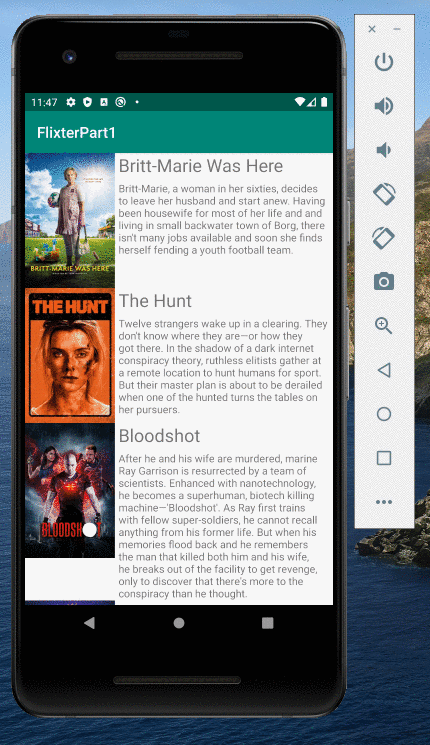 11:47
FlixterPart1
Britt-Marie Was Here
Britt-Marie, a woman in her sixties, decides
to leave her husband and start anew. Having
been housewife for most of her life and and
living in small backwater town of Borg, there
isn't many jobs available and soon she finds
herself fending a youth football team.
BRITT-MARIE WAS HERE
The Hunt
Twelve strangers wake up in a clearing. They
don't know where they are—or how they
got there. In the shadow of a dark internet
conspiracy theory, ruthless elitists gather at
a remote location to hunt humans for sport.
But their master plan is about to be derailed
when one of the hunted turns the tables on
her pursuers.
THE HUNT
Bloodshot
After he and his wife are murdered, marine
Ray Garrison is resurrected by a team of
scientists. Enhanced with nanotechnology,
he becomes a superhuman, biotech killing
machine—'Bloodshot'. As Ray first trains
with fellow super-soldiers, he cannot recall
anything from his former life. But when his
memories flood back and he remembers
the man that killed both him and his wife,
he breaks out of the facility to get revenge,
only to discover that there's more to the
conspiracy than he thought.